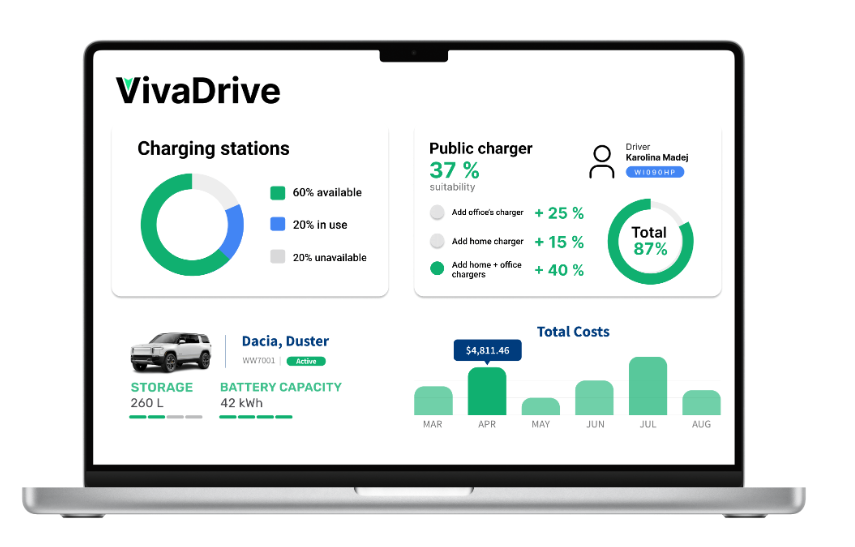 VivaDrive
Charging stations
60% available
20% in use
20% unavailable
Public charger
37 %
suitability
Driver
Karolina Madej
WI090HP
Add office's charger
+ 25 %
Add home charger
+ 15 %
Add home + office
chargers
+ 40 %
Total
87%
Dacia, Duster
WW7001
Active
STORAGE
260 L
BATTERY CAPACITY
42 kWh
Total Costs
$4,811.46
MAR APR MAY JUN JUL AUG